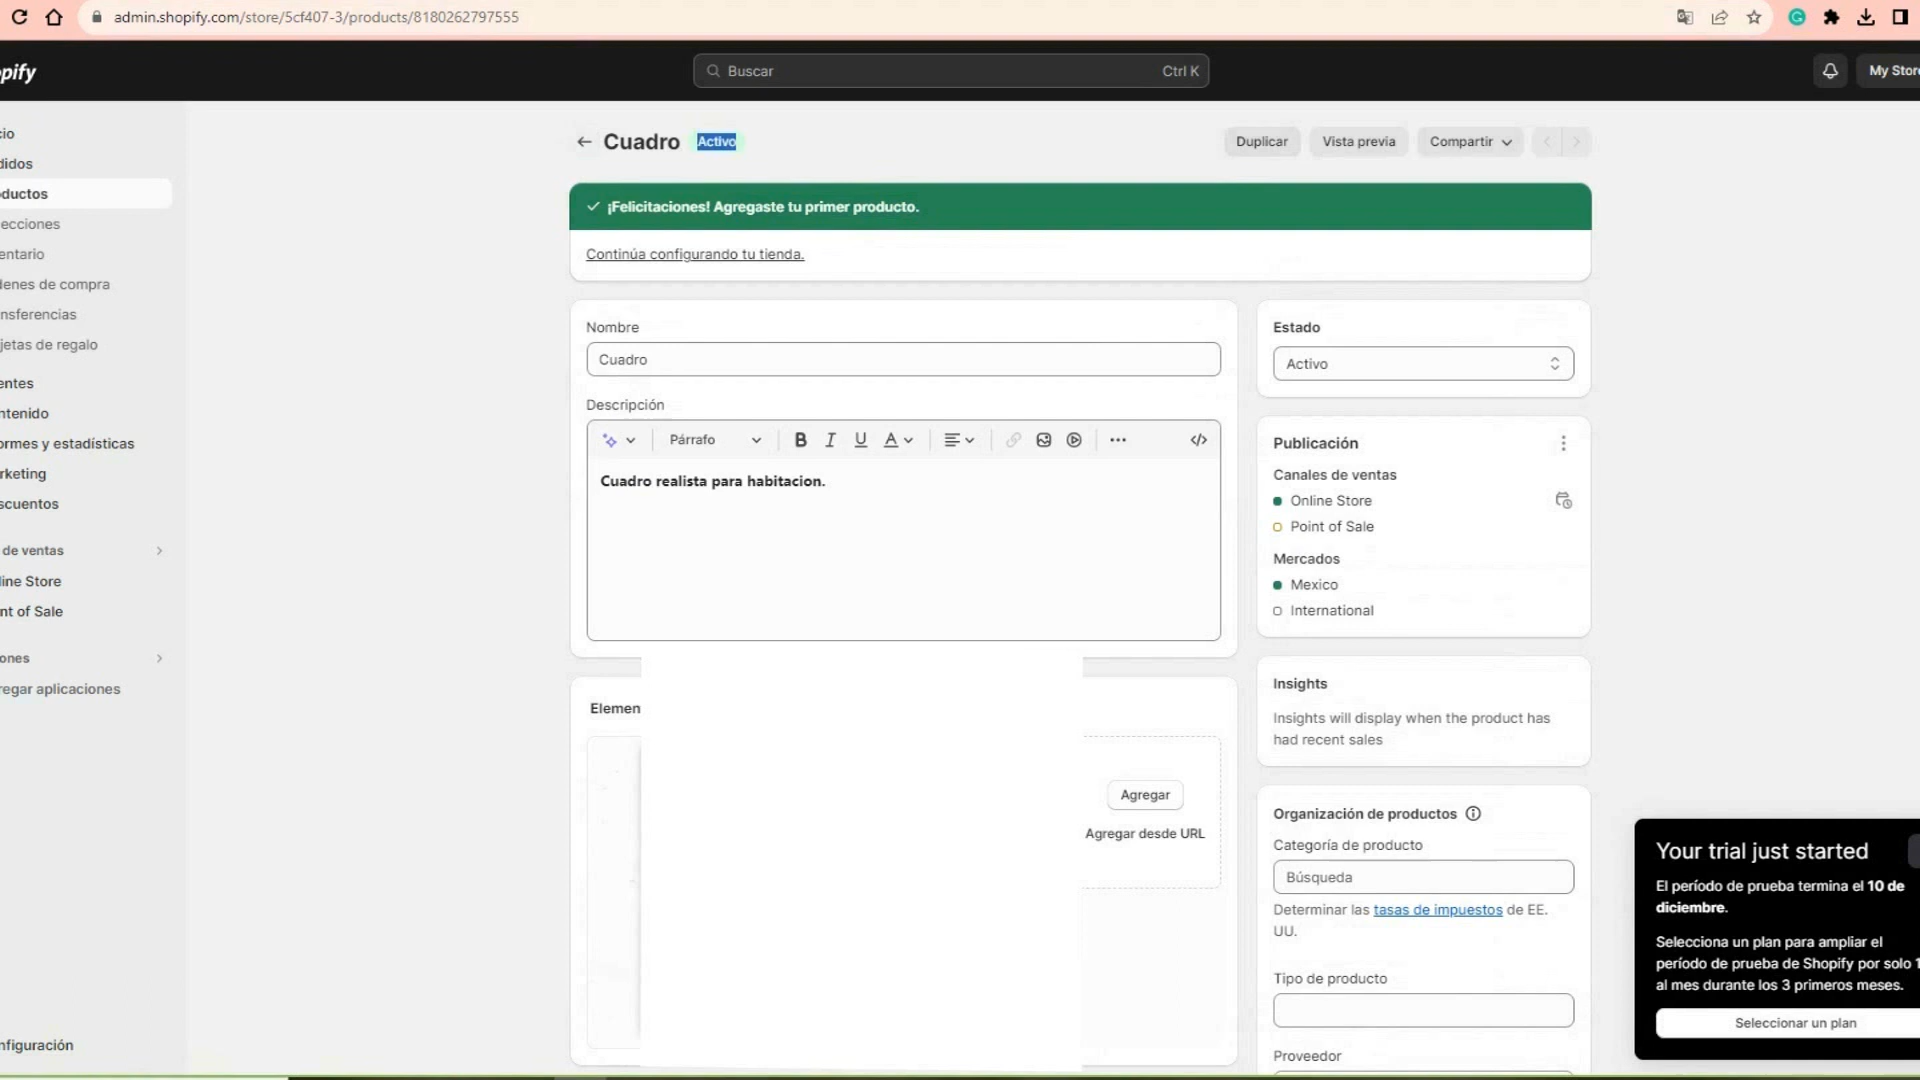 admin.shopify.com/store/5cf407-3/products/8180262797555
pify
Buscar
Ctrl K
My Stor
cio
didos
oductos
ecciones
entario
denes de compra
nsferencias
jetas de regalo
entes
ntenido
ormes y estadísticas
rketing
scuentos
de ventas
line Store
nt of Sale
ones
regar aplicaciones
nfiguración
Cuadro Activo
Duplicar
Vista previa
Compartir
¡Felicitaciones! Agregaste tu primer producto.
Continúa configurando tu tienda.
Nombre
Cuadro
Descripción
Párrafo
B I U A
Cuadro realista para habitacion.
Elemen
Agregar
Agregar desde URL
Estado
Activo
Publicación
Canales de ventas
Online Store
Point of Sale
Mercados
Mexico
International
Insights
Insights will display when the product has
had recent sales
Organización de productos
Categoría de producto
Búsqueda
Determinar las tasas de impuestos de EE.
UU.
Tipo de producto
Proveedor
Your trial just started
El período de prueba termina el 10 de
diciembre.
Selecciona un plan para ampliar el
período de prueba de Shopify por solo 1
al mes durante los 3 primeros meses.
Seleccionar un plan